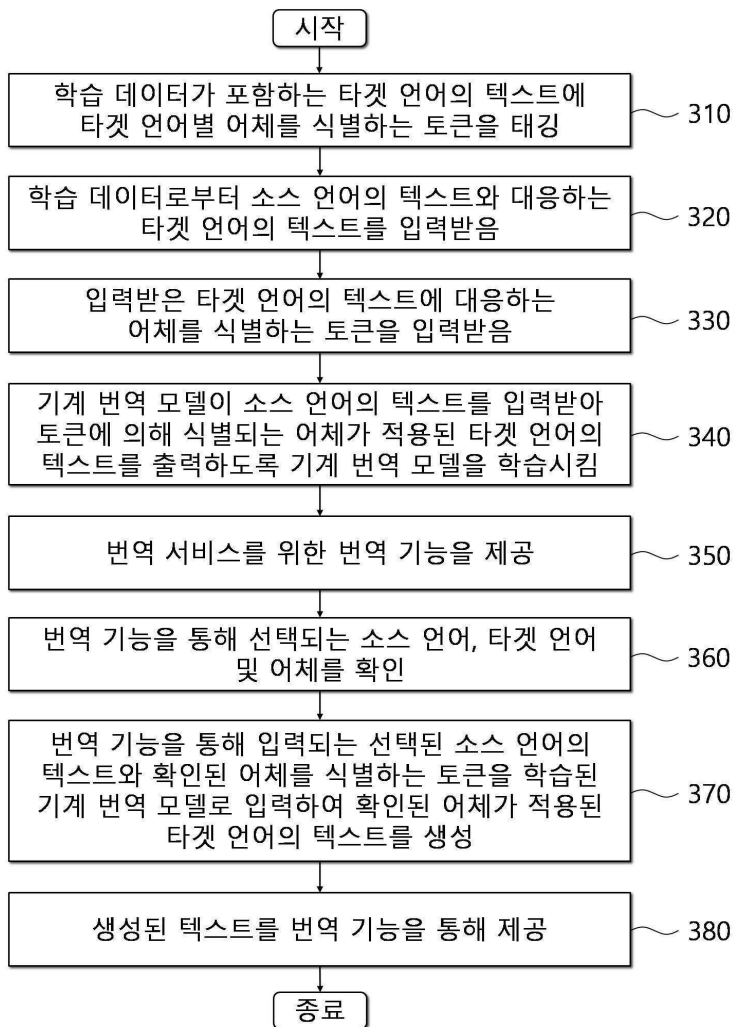 시작
학습 데이터가 포함하는 타겟 언어의 텍스트에
타겟 언어별 어체를 식별하는 토큰을 태깅
310
학습 데이터로부터 소스 언어의 텍스트와 대응하는
타겟 언어의 텍스트를 입력받음
320
입력받은 타겟 언어의 텍스트에 대응하는
어체를 식별하는 토큰을 입력받음
330
기계 번역 모델이 소스 언어의 텍스트를 입력받아
토큰에 의해 식별되는 어체가 적용된 타겟 언어의
텍스트를 출력하도록 기계 번역 모델을 학습시킴
340
번역 서비스를 위한 번역 기능을 제공
350
번역 기능을 통해 선택되는 소스 언어, 타겟 언어
및 어체를 확인
360
번역 기능을 통해 입력되는 선택된 소스 언어의
텍스트와 확인된 어체를 식별하는 토큰을 학습된
기계 번역 모델로 입력하여 확인된 어체가 적용된
타겟 언어의 텍스트를 생성
370
생성된 텍스트를 번역 기능을 통해 제공
380
종료